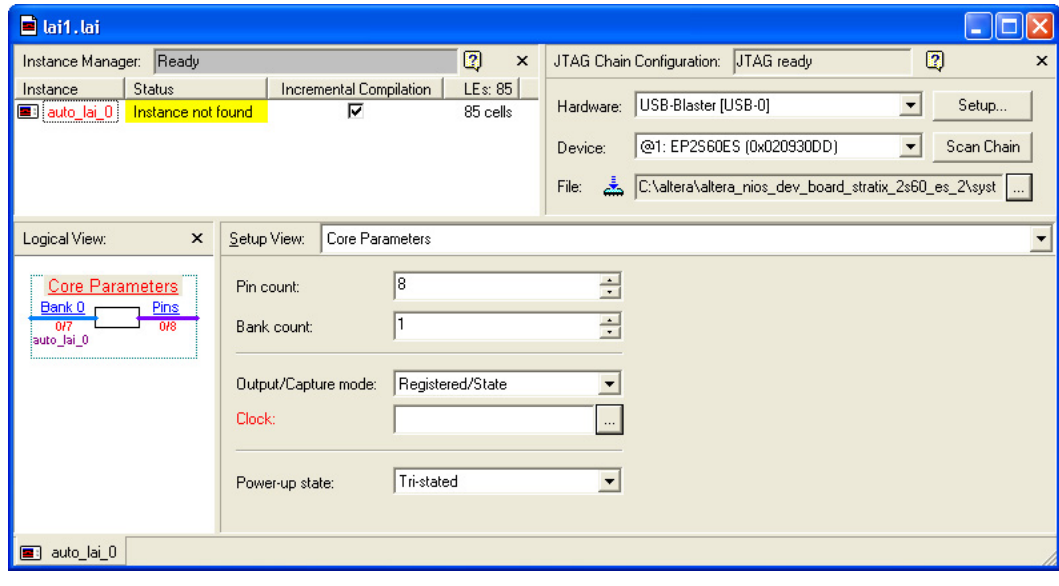 lai1.lai
Instance Manager: Ready
Instance Status Incremental Compilation LEs: 85
auto_lai_0 Instance not found 85 cells
JTAG Chain Configuration: JTAG ready
Hardware: USB-Blaster [USB-0] Setup...
Device: @1: EP2S60ES (0x020930DD) Scan Chain
File: C:\altera\altera_nios_dev_board_stratix_2s60_es_2\syst ...
Logical View:
Core Parameters
Bank 0 Pins
0/7 0/8
auto_lai_0
Setup View: Core Parameters
Pin count: 8
Bank count: 1
Output/Capture mode: Registered/State
Clock: ...
Power-up state: Tri-stated
auto_lai_0